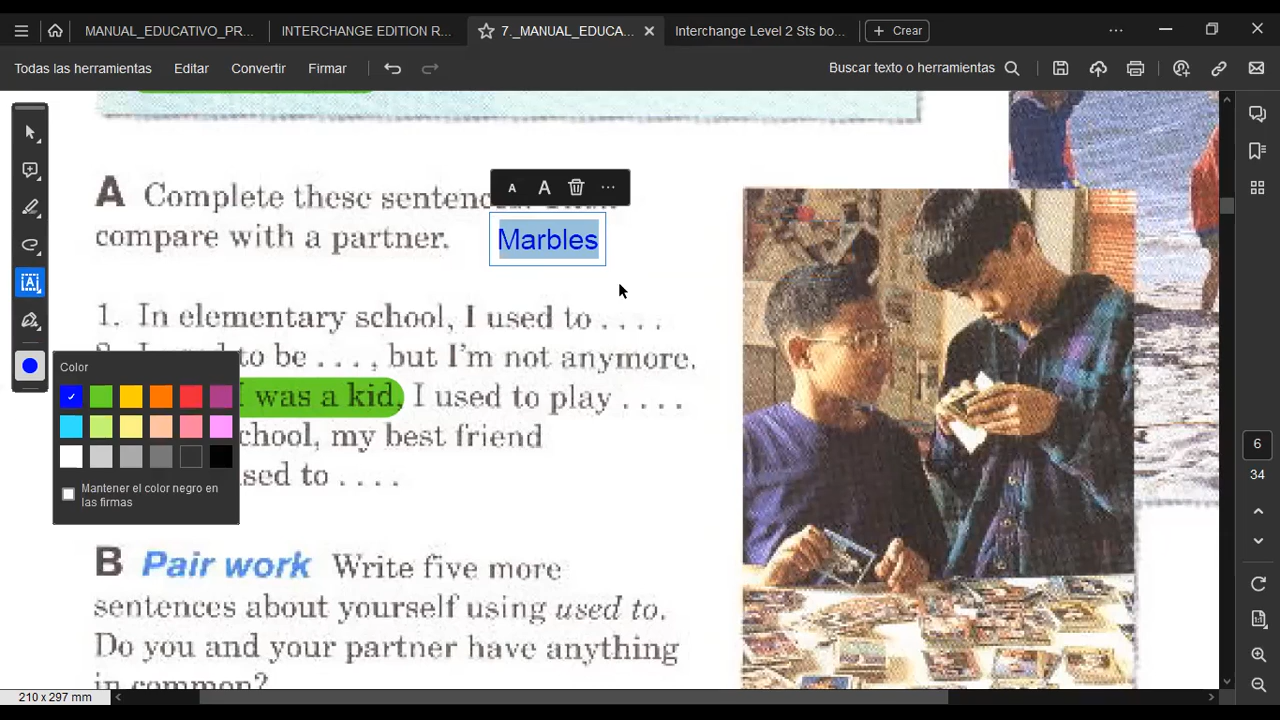 MANUAL_EDUCATIVO_PR...
INTERCHANGE EDITION R...
7._MANUAL_EDUCA...
Interchange Level 2 Sts bo...
Crear
Todas las herramientas
Editar
Convertir
Firmar
Buscar texto o herramientas
A Complete these sentences.
compare with a partner.
A A
Marbles
1. In elementary school, I used to . . . .
to be . . . , but I'm not anymore.
I was a kid, I used to play . . . .
chool, my best friend
sed to . . . .
Color
Mantener el color negro en
las firmas
B Pair work Write five more
sentences about yourself using used to.
Do you and your partner have anything
in common?
6
34
210 x 297 mm